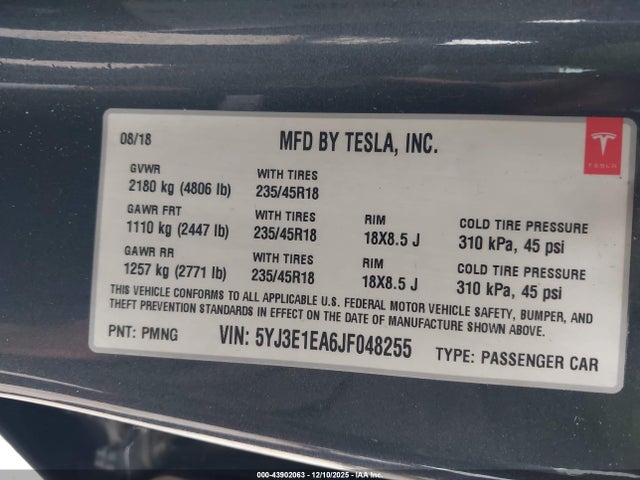 08/18 MFD BY TESLA, INC.
TESLA
GVWR WITH TIRES
2180 kg (4806 lb) 235/45R18
GAWR FRT WITH TIRES RIM COLD TIRE PRESSURE
1110 kg (2447 lb) 235/45R18 18X8.5 J 310 kPa, 45 psi
GAWR RR WITH TIRES RIM COLD TIRE PRESSURE
1257 kg (2771 lb) 235/45R18 18X8.5 J 310 kPa, 45 psi
THIS VEHICLE CONFORMS TO ALL APPLICABLE U.S. FEDERAL MOTOR VEHICLE SAFETY, BUMPER, AND
THEFT PREVENTION STANDARDS IN EFFECT ON THE DATE OF MANUFACTURE SHOWN ABOVE.
PNT: PMNG VIN: 5YJ3E1EA6JF048255 TYPE: PASSENGER CAR
000-43902063 - 12/10/2025 - IAAI. COM